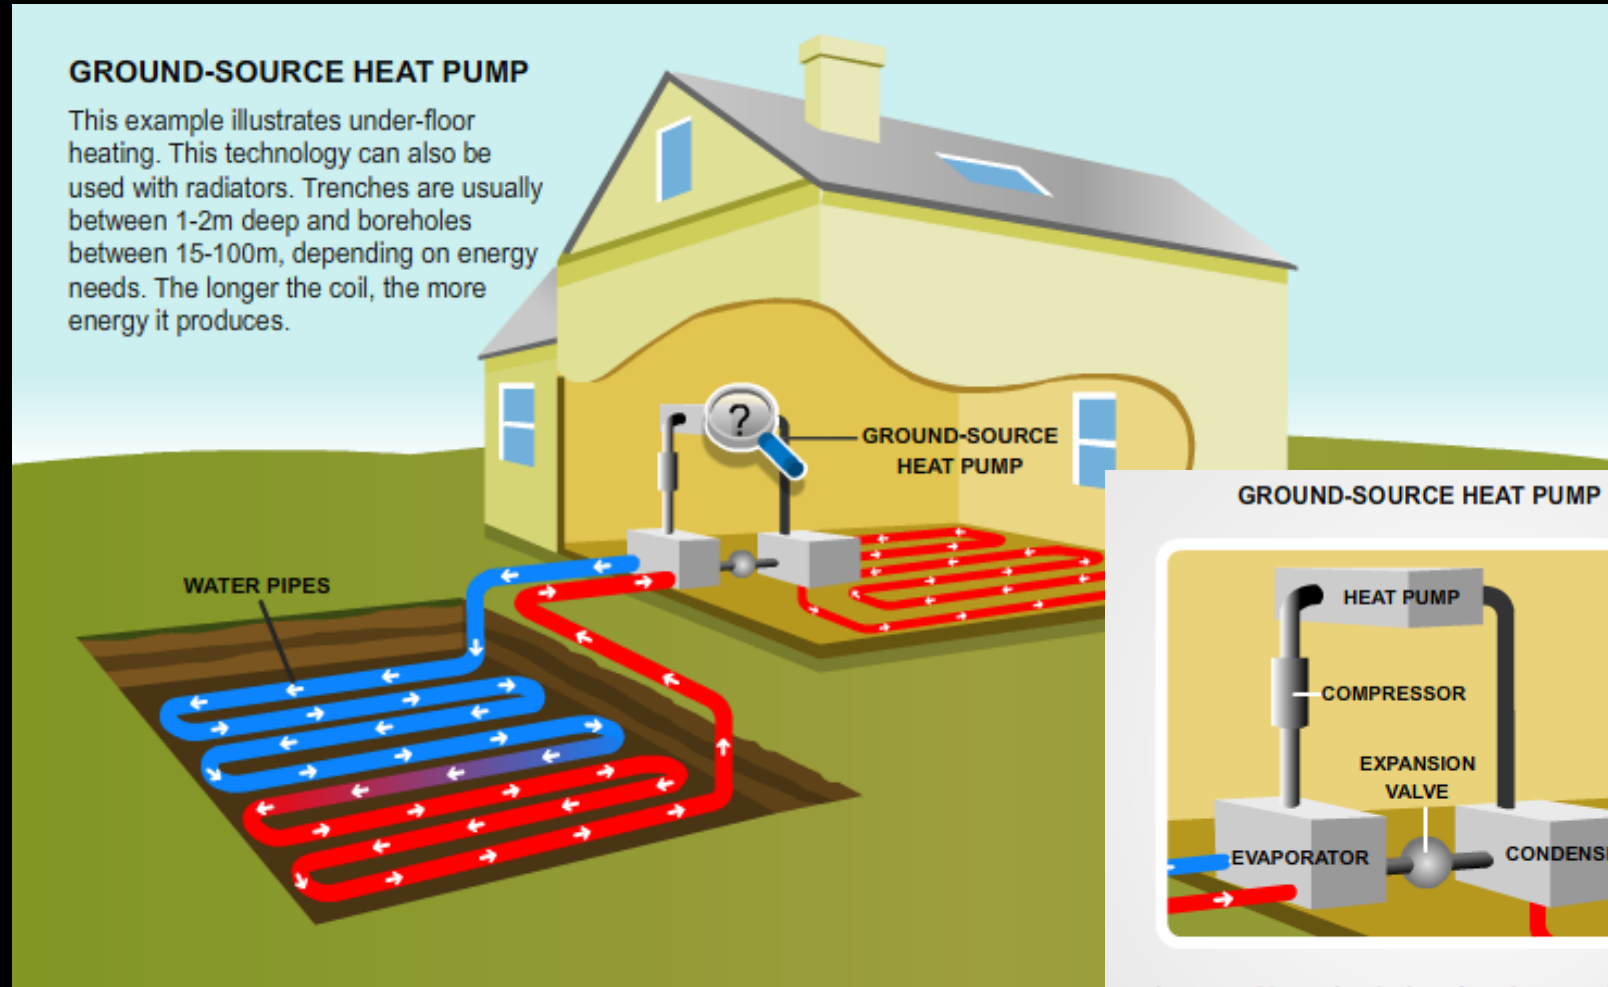 GROUND-SOURCE HEAT PUMP
This example illustrates under-floor
heating. This technology can also be
used with radiators. Trenches are usually
between 1-2m deep and boreholes
between 15-100m, depending on energy
needs. The longer the coil, the more
energy it produces.
?
GROUND-SOURCE
HEAT PUMP
WATER PIPES
GROUND-SOURCE HEAT PUMP
HEAT PUMP
COMPRESSOR
EXPANSION
VALVE
EVAPORATOR
CONDENS